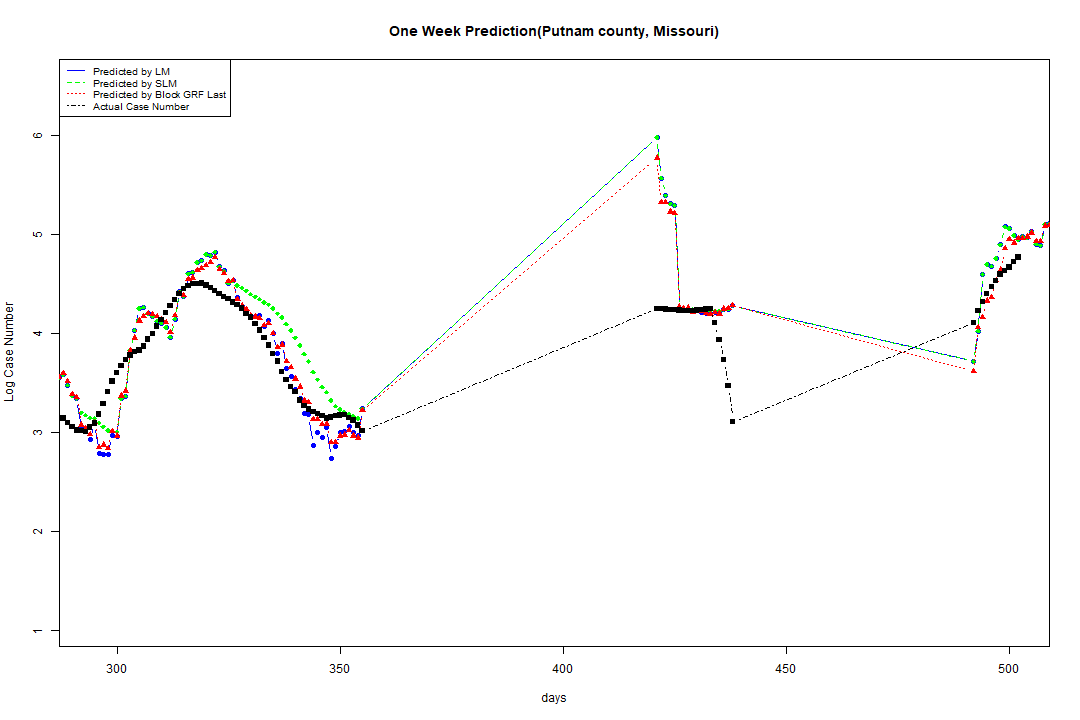 One Week Prediction(Putnam county, Missouri)
Predicted by LM
Predicted by SLM
Predicted by Block GRF Last
Actual Case Number
Log Case Number
6
5
4
3
2
1
300 350 400 450 500
days